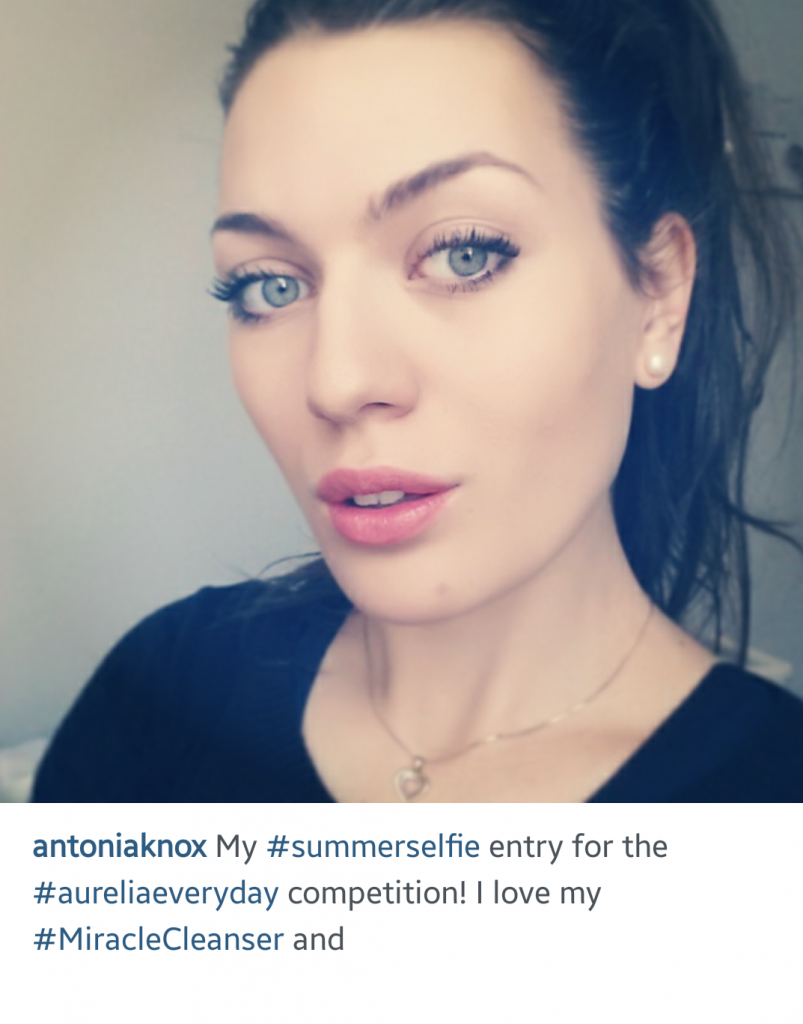 antoniaknox My #summerselfie entry for the
#aureliaeveryday competition! I love my
#MiracleCleanser and